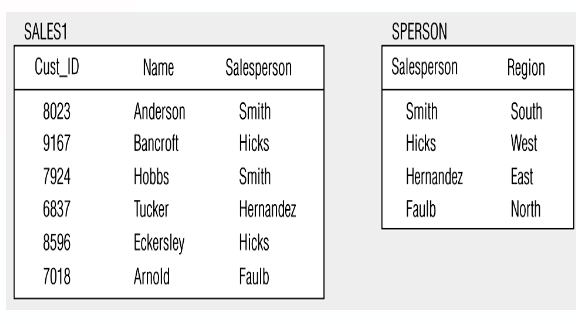 SALES1
Cust_ID Name Salesperson
8023 Anderson Smith
9167 Bancroft Hicks
7924 Hobbs Smith
6837 Tucker Hernandez
8596 Eckersley Hicks
7018 Arnold Faulb
SPERSON
Salesperson Region
Smith South
Hicks West
Hernandez East
Faulb North